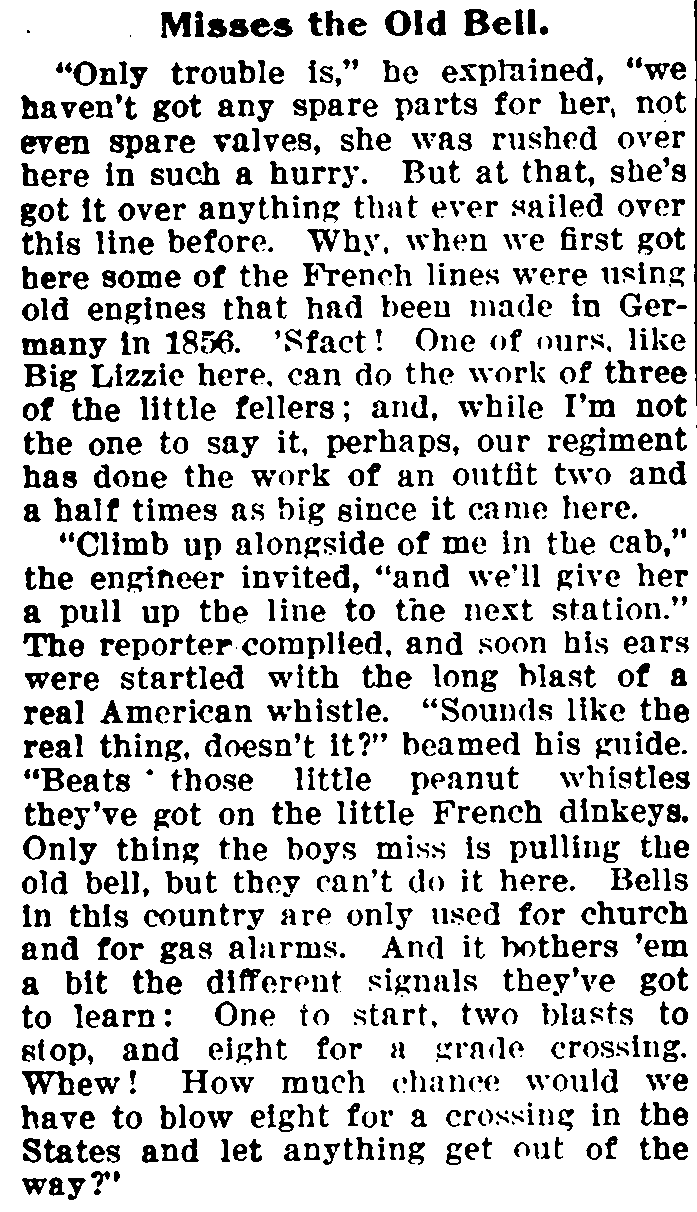 Misses the Old Bell.
"Only trouble is," he explained, "we
haven't got any spare parts for her, not
even spare valves, she was rushed over
here in such a hurry. But at that, she's
got it over anything that ever sailed over
this line before. Why, when we first got
here some of the French lines were using
old engines that had been made in Ger-
many in 1856. 'Sfact! One of ours, like
Big Lizzie here, can do the work of three
of the little fellers; and, while I'm not
the one to say it, perhaps, our regiment
has done the work of an outfit two and
a half times as big since it came here.
"Climb up alongside of me in the cab,"
the engineer invited, "and we'll give her
a pull up the line to the next station."
The reporter complied, and soon his ears
were startled with the long blast of a
real American whistle. "Sounds like the
real thing, doesn't it?" beamed his guide.
"Beats those little peanut whistles
they've got on the little French dinkeys.
Only thing the boys miss is pulling the
old bell, but they can't do it here. Bells
in this country are only used for church
and for gas alarms. And it bothers 'em
a bit the different signals they've got
to learn: One to start, two blasts to
stop, and eight for a grade crossing.
Whew! How much chance would we
have to blow eight for a crossing in the
States and let anything get out of the
way?"